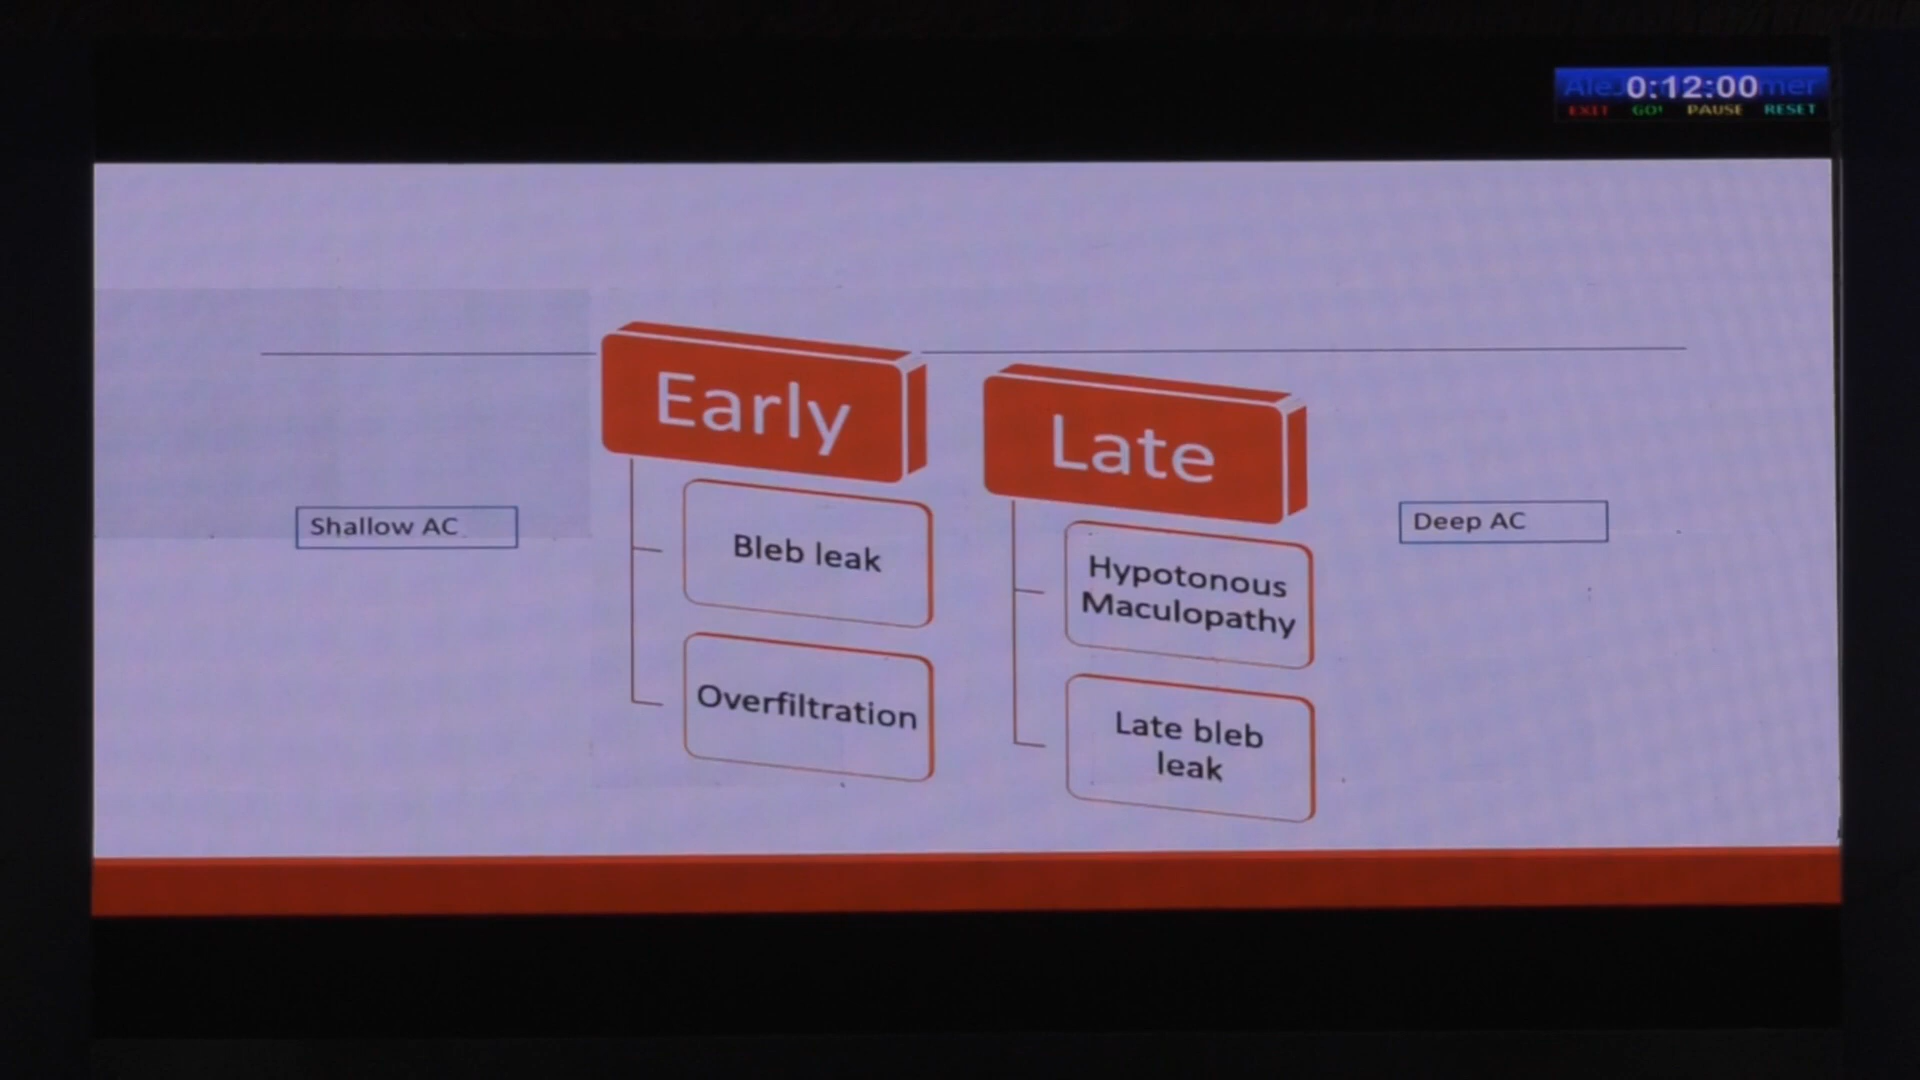 0:12:00
EXIT GO! PAUSE RESET
Early
Late
Shallow AC
Bleb leak
Overfiltration
Hypotonous
Maculopathy
Late bleb
leak
Deep AC